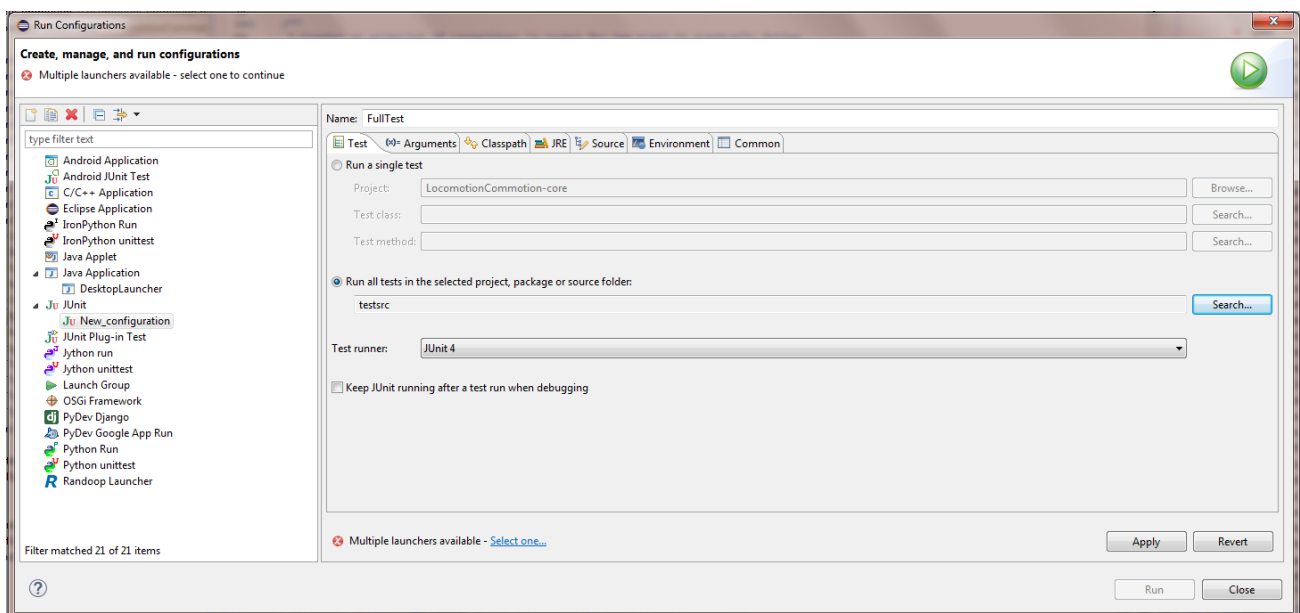 Run Configurations
Create, manage, and run configurations
Multiple launchers available - select one to continue
type filter text
Android Application
Android JUnit Test
C/C++ Application
Eclipse Application
IronPython Run
IronPython unittest
Java Applet
Java Application
DesktopLauncher
JUnit
New_configuration
JUnit Plug-in Test
Jython run
Jython unittest
Launch Group
OSGi Framework
PyDev Django
PyDev Google App Run
Python Run
Python unittest
Randoop Launcher
Filter matched 21 of 21 items
Name: FullTest
Test (x)= Arguments Classpath JRE Source Environment Common
Run a single test
Project: LocomotionCommotion-core Browse...
Test class: Search...
Test method: Search...
Run all tests in the selected project, package or source folder:
testsrc Search...
Test runner: JUnit 4
Keep JUnit running after a test run when debugging
Multiple launchers available - Select one...
Apply Revert
Run Close